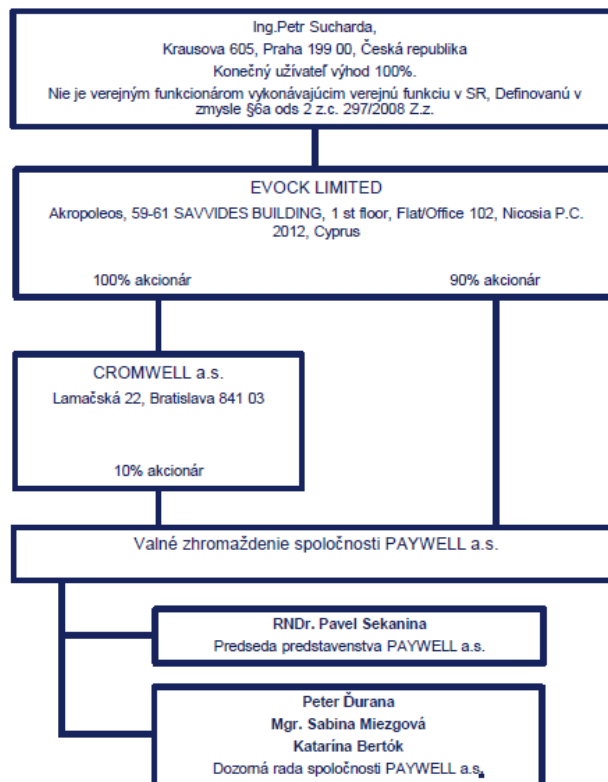 Ing.Petr Sucharda,
Krausova 605, Praha 199 00, Česká republika
Konečný užívateľ výhod 100%.
Nie je verejným funkcionárom vykonávajúcim verejnú funkciu v SR, Definovanú v
zmysle §6a ods 2 z.c. 297/2008 Z.z.
EVOCK LIMITED
Akropoleos, 59-61 SAVVIDES BUILDING, 1 st floor, Flat/Office 102, Nicosia P.C.
2012, Cyprus
100% akcionár
90% akcionár
CROMWELL a.s.
Lamačská 22, Bratislava 841 03
10% akcionár
Valné zhromaždenie spoločnosti PAYWELL a.s.
RNDr. Pavel Sekanina
Predseda predstavenstva PAYWELL a.s.
Peter Ďurana
Mgr. Sabina Miezgová
Katarína Bertók
Dozorná rada spoločnosti PAYWELL a.s.